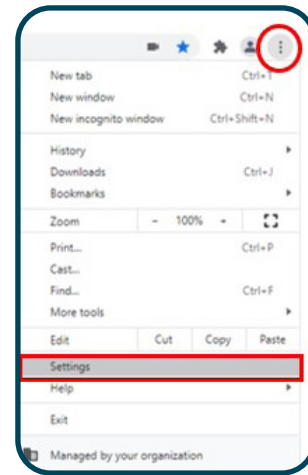 New tab Ctrl+T
New window Ctrl+N
New incognito window Ctrl+Shift+N
History
Downloads Ctrl+J
Bookmarks
Zoom - 100% +
Print... Ctrl+P
Cast...
Find... Ctrl+F
More tools
Edit Cut Copy Paste
Settings
Help
Exit
Managed by your organization